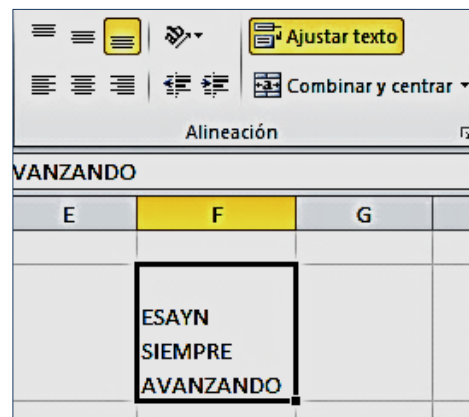 Ajustar texto
Combinar y centrar
Alineación
VANZANDO
E F G
ESAYN
SIEMPRE
AVANZANDO